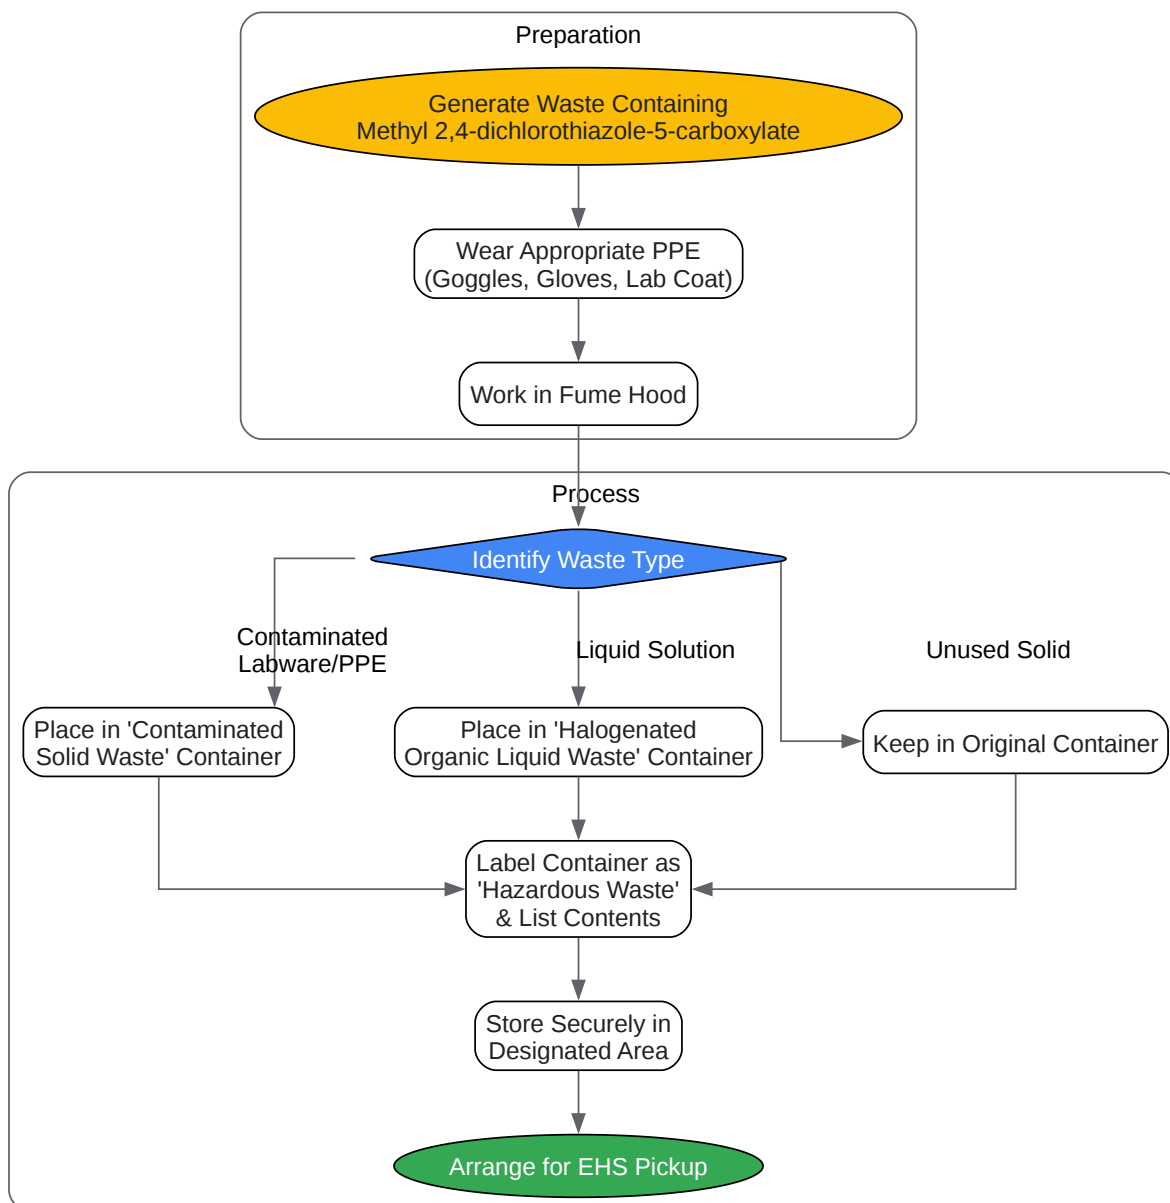 Preparation
Generate Waste Containing
Methyl 2,4-dichlorothiazole-5-carboxylate
Wear Appropriate PPE
(Goggles, Gloves, Lab Coat)
Work in Fume Hood
Process
Identify Waste Type
Contaminated
Labware/PPE
Liquid Solution
Unused Solid
Place in 'Contaminated
Solid Waste' Container
Place in 'Halogenated
Organic Liquid Waste' Container
Keep in Original Container
Label Container as
'Hazardous Waste'
& List Contents
Store Securely in
Designated Area
Arrange for EHS Pickup